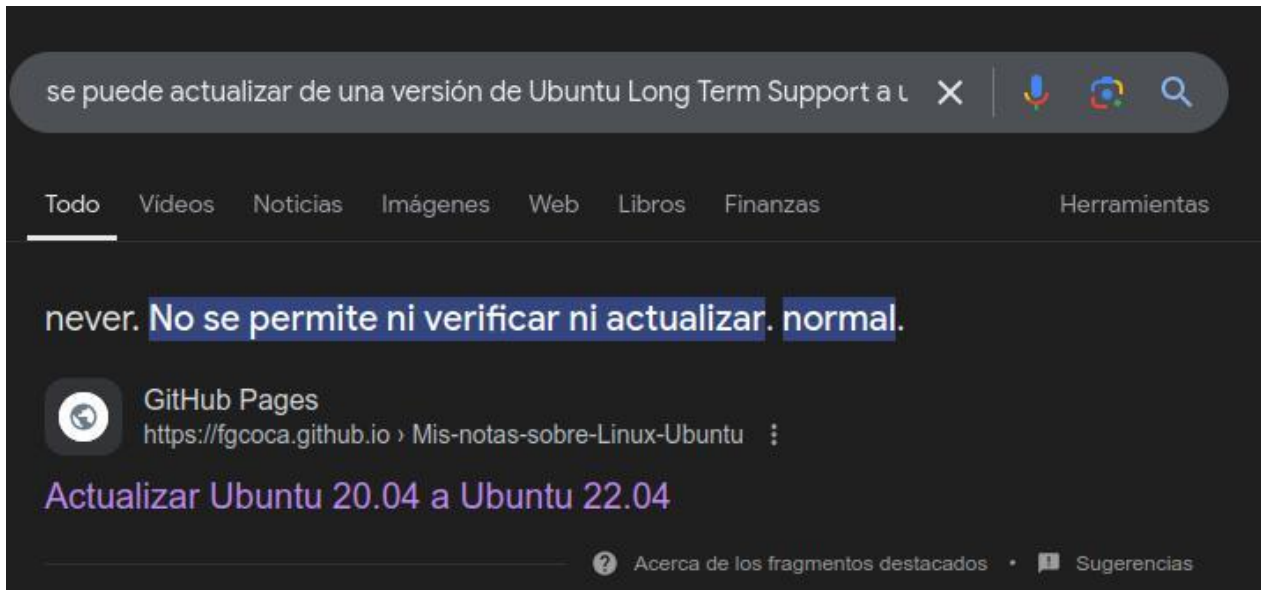 se puede actualizar de una versión de Ubuntu Long Term Support a u
Todo Vídeos Noticias Imágenes Web Libros Finanzas Herramientas
never. No se permite ni verificar ni actualizar. normal.
GitHub Pages
https://fgcoca.github.io › Mis-notas-sobre-Linux-Ubuntu
Actualizar Ubuntu 20.04 a Ubuntu 22.04
Acerca de los fragmentos destacados • Sugerencias